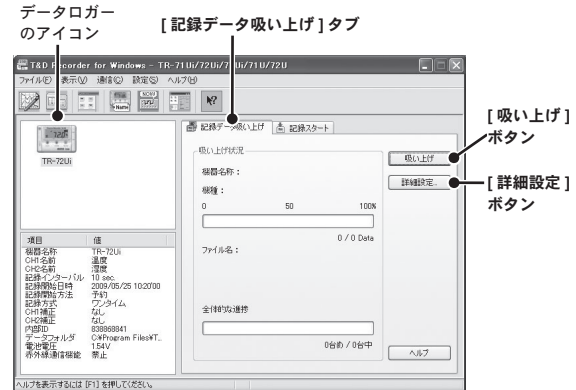 データロガー
のアイコン
[ 記録データ吸い上げ ] タブ
T&D Recorder for Windows - TR-71Ui/72Ui/71Ui/71U/72U
ファイル(F) 表示(V) 通信(C) 設定(S) ヘルプ(H)
記録データ吸い上げ
記録スタート
TR-72Ui
吸い上げ状況
機器名称：
機種：
0 50 100%
0 / 0 Data
ファイル名：
全体的な進捗
0台め / 0台中
吸い上げ
詳細設定..
ヘルプ
[ 吸い上げ ]
ボタン
[ 詳細設定 ]
ボタン
項目 値
機器名称 TR-72Ui
CH1名前 温度
CH2名前 湿度
記録インターバル 10 sec.
記録開始日時 2009/05/25 10:20'00
記録開始方法 予約
記録方式 ワンタイム
CH1補正 なし
CH2補正 なし
内部ID 838868841
データフォルダ C:¥Program Files¥T...
電池電圧 1.54V
赤外線通信機能 禁止
ヘルプを表示するには [F1] を押してください。